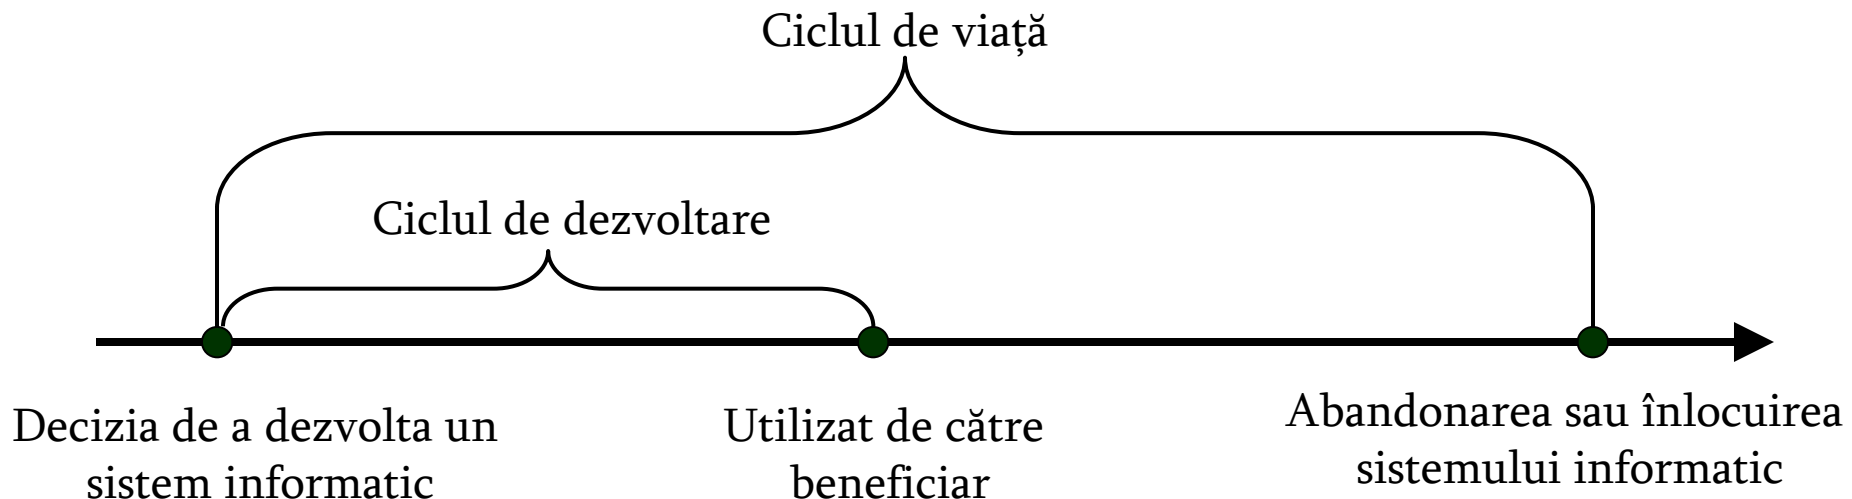 Ciclul de viață
Ciclul de dezvoltare
Decizia de a dezvolta un
sistem informatic
Utilizat de către
beneficiar
Abandonarea sau înlocuirea
sistemului informatic